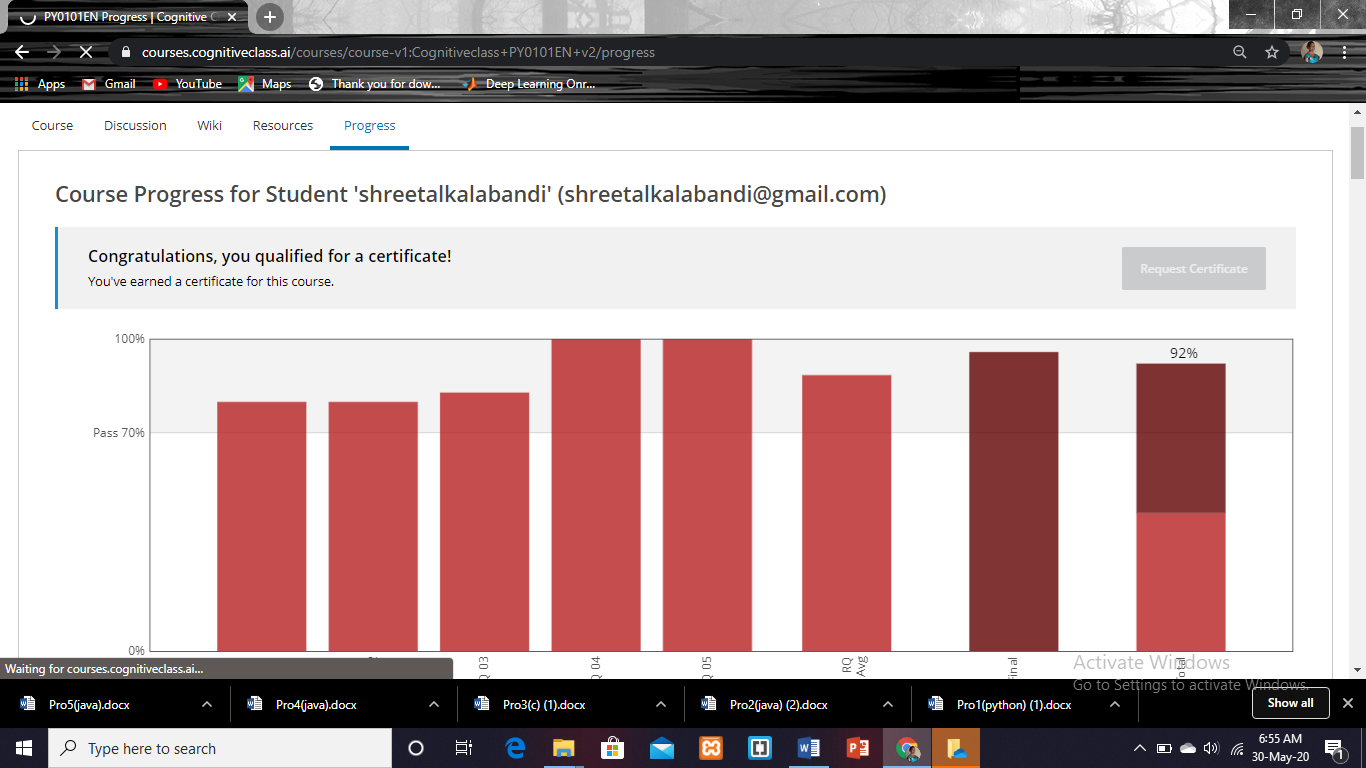 PY0101EN Progress | Cognitive
courses.cognitiveclass.ai/courses/course-v1:Cognitiveclass+PY0101EN+v2/progress
Apps Gmail YouTube Maps Thank you for dow... Deep Learning Onr...
Course Discussion Wiki Resources Progress
Course Progress for Student 'shreetalkalabandi' (shreetalkalabandi@gmail.com)
Congratulations, you qualified for a certificate!
You've earned a certificate for this course.
Request Certificate
100%
92%
Pass 70%
0%
03
04
05
RQ
Avg
Waiting for courses.cognitiveclass.ai...
Activate Windows
Go to Settings to activate Windows.
Pro5(java).docx Pro4(java).docx Pro3(c) (1).docx Pro2(java) (2).docx Pro1(python) (1).docx Show all
Type here to search
6:55 AM
30-May-20
1